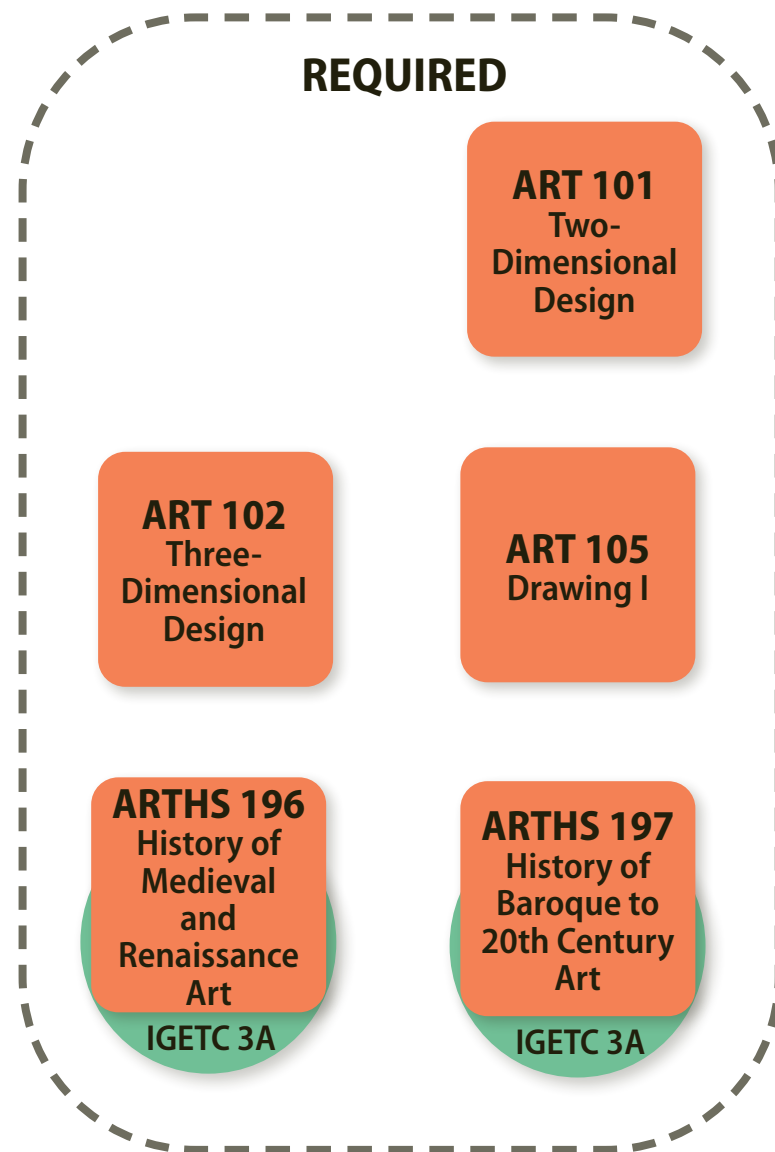 REQUIRED
ART 101
Two-
Dimensional
Design
ART 102
Three-
Dimensional
Design
ART 105
Drawing I
ARTHS 196
History of
Medieval
and
Renaissance
Art
IGETC 3A
ARTHS 197
History of
Baroque to
20th Century
Art
IGETC 3A